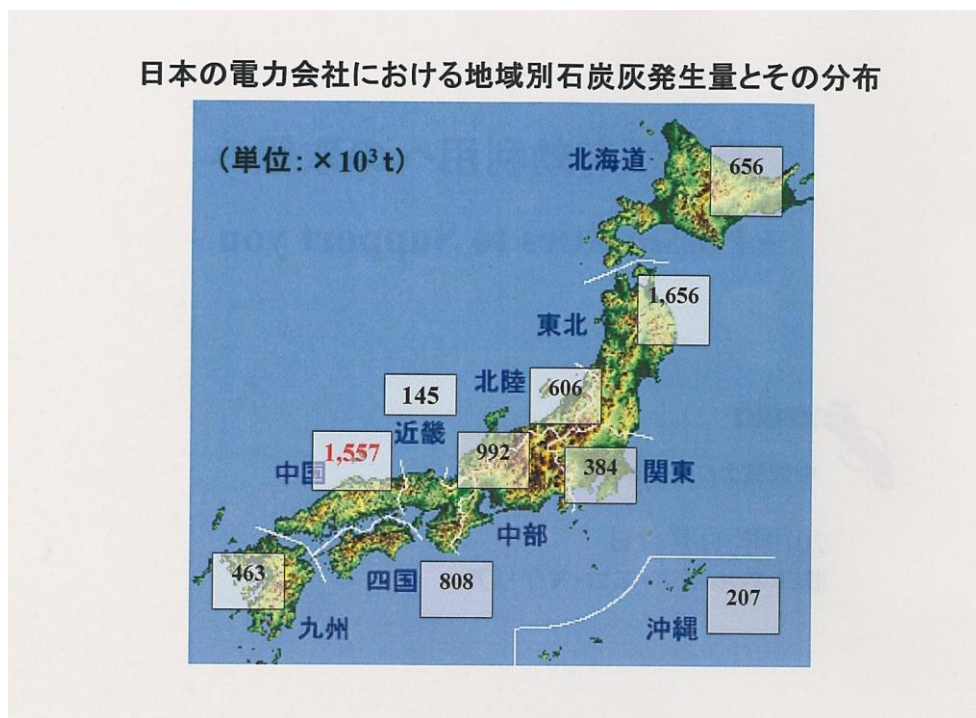 日本の電力会社における地域別石炭灰発生量とその分布
(単位:×10³t)
北海道
656
1,656
東北
北陸
606
145
近畿
1,557
中国
992
384
関東
中部
463
九州
四国
808
207
沖縄